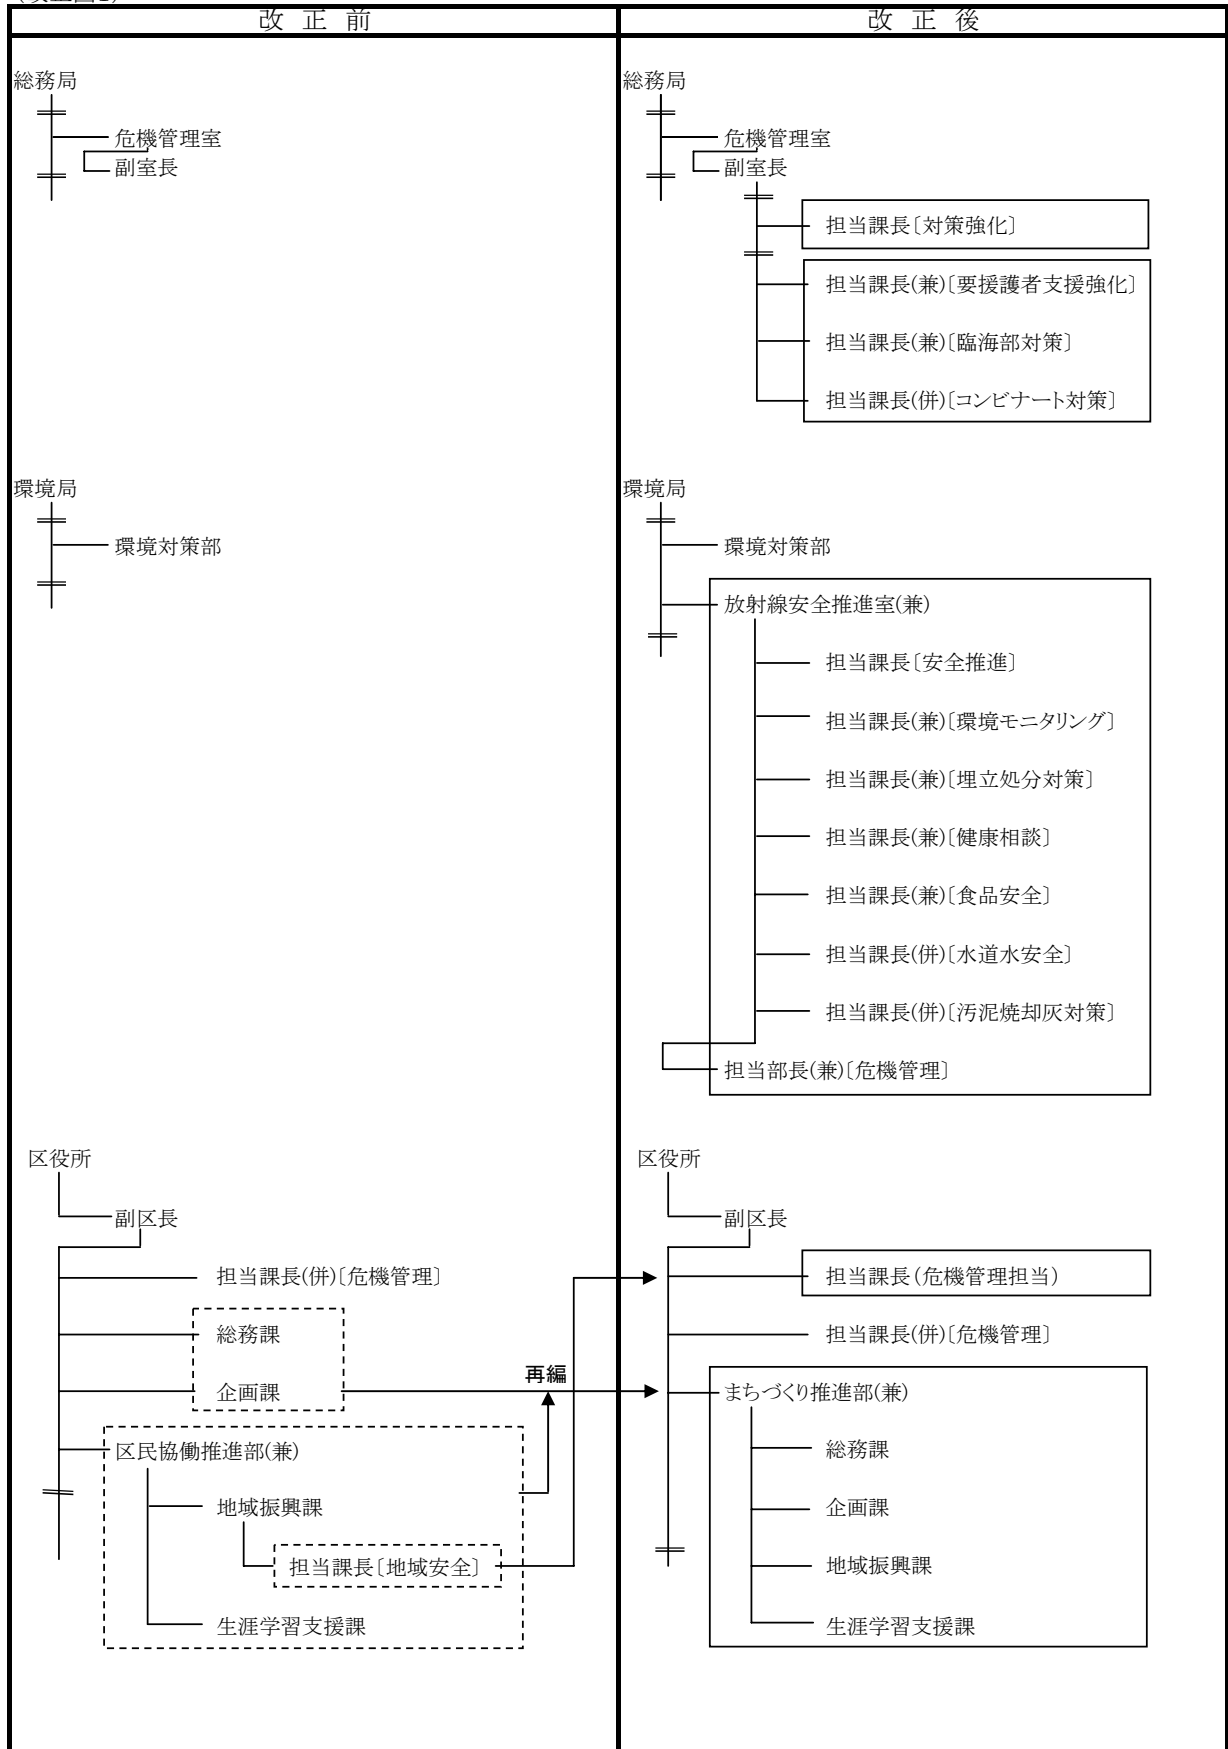 改正前
総務局
危機管理室
副室長
環境局
環境対策部
区役所
副区長
担当課長(併)〔危機管理〕
総務課
企画課
再編
区民協働推進部(兼)
地域振興課
担当課長〔地域安全〕
生涯学習支援課
改正後
総務局
危機管理室
副室長
担当課長〔対策強化〕
担当課長(兼)〔要援護者支援強化〕
担当課長(兼)〔臨海部対策〕
担当課長(併)〔コンビナート対策〕
環境局
環境対策部
放射線安全推進室(兼)
担当課長〔安全推進〕
担当課長(兼)〔環境モニタリング〕
担当課長(兼)〔埋立処分対策〕
担当課長(兼)〔健康相談〕
担当課長(兼)〔食品安全〕
担当課長(併)〔水道水安全〕
担当課長(併)〔汚泥焼却灰対策〕
担当部長(兼)〔危機管理〕
区役所
副区長
担当課長(危機管理担当)
担当課長(併)〔危機管理〕
まちづくり推進部(兼)
総務課
企画課
地域振興課
生涯学習支援課